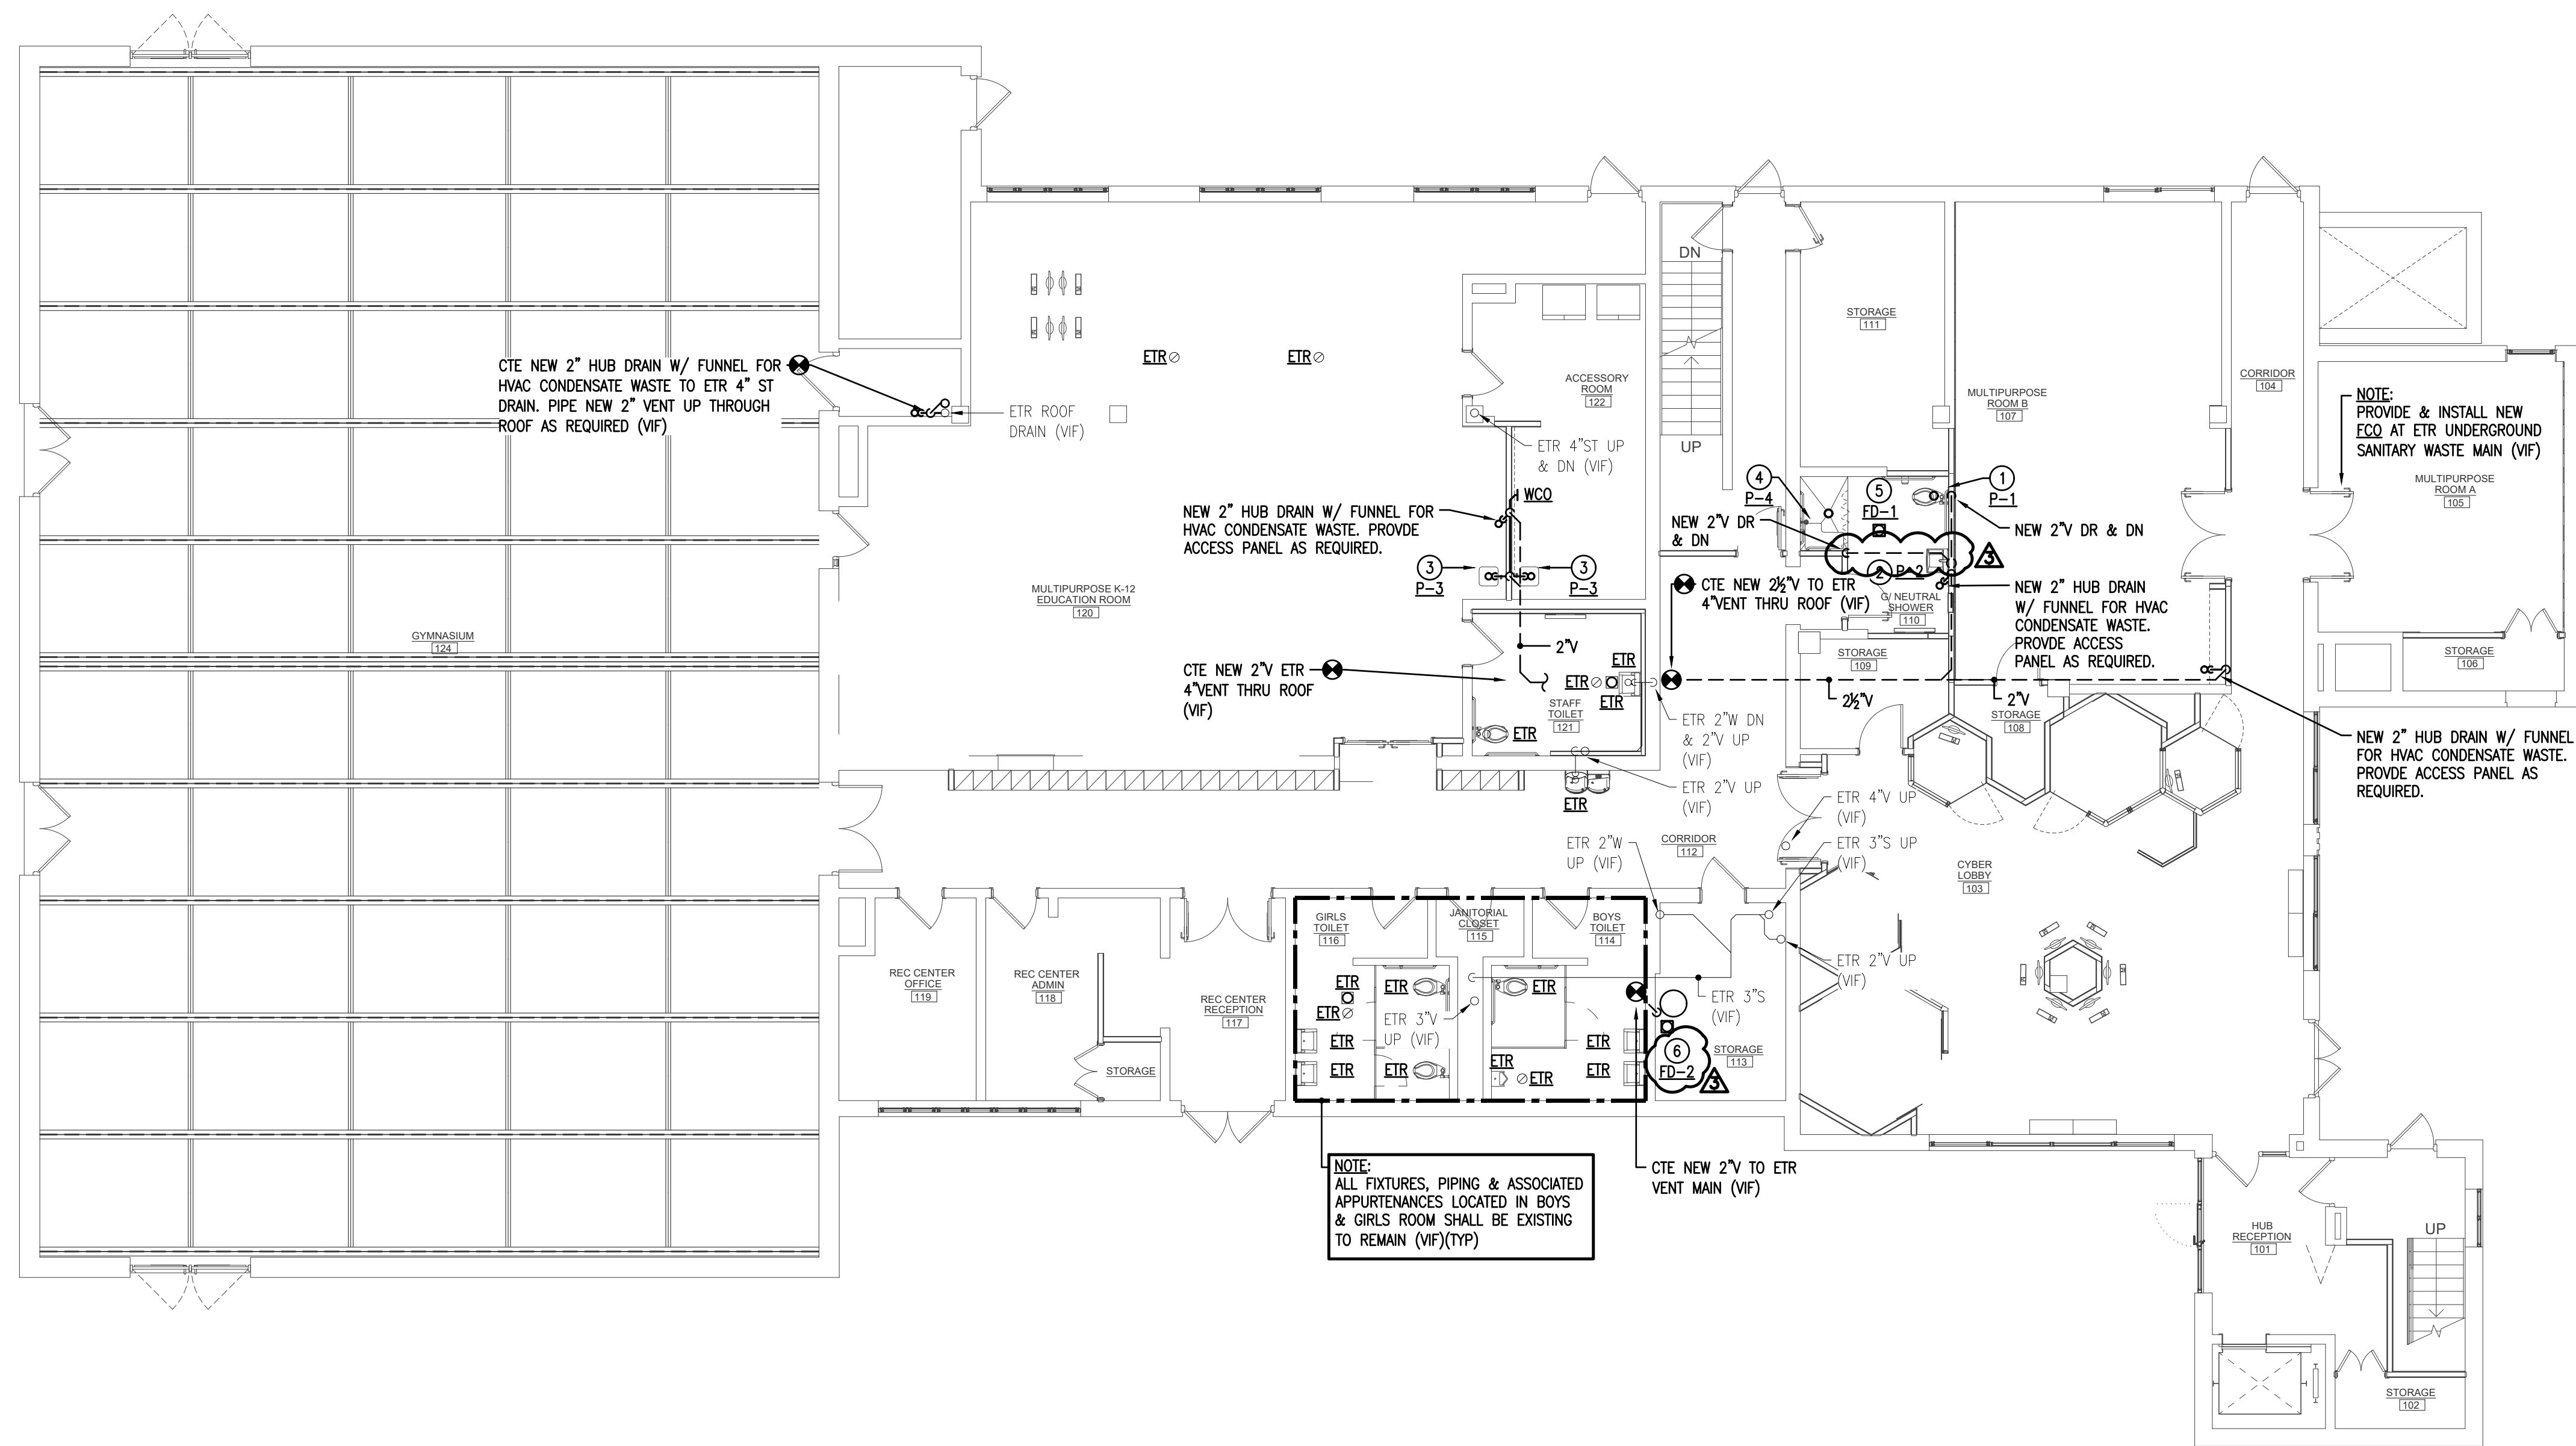 DN
UP
STORAGE
111
ETR
ETR
CTE NEW 2" HUB DRAIN W/ FUNNEL FOR
HVAC CONDENSATE WASTE TO ETR 4" ST
DRAIN. PIPE NEW 2" VENT UP THROUGH
ROOF AS REQUIRED (VIF)
ETR ROOF
DRAIN (VIF)
ACCESSORY
ROOM
122
ETR 4"ST UP
& DN (VIF)
MULTIPURPOSE
ROOM B
107
CORRIDOR
104
NOTE:
PROVIDE & INSTALL NEW
FCO AT ETR UNDERGROUND
SANITARY WASTE MAIN (VIF)
MULTIPURPOSE
ROOM A
105
WCO
NEW 2" HUB DRAIN W/ FUNNEL FOR
HVAC CONDENSATE WASTE. PROVDE
ACCESS PANEL AS REQUIRED.
4
P-4
5
FD-1
1
P-1
NEW 2"V DR
& DN
NEW 2"V DR & DN
3
3
P-3
3
P-3
2
P-2
CTE NEW 2½"V TO ETR
4"VENT THRU ROOF (VIF)
G/ NEUTRAL
SHOWER
110
NEW 2" HUB DRAIN
W/ FUNNEL FOR HVAC
CONDENSATE WASTE.
PROVDE ACCESS
PANEL AS REQUIRED.
MULTIPURPOSE K-12
EDUCATION ROOM
120
GYMNASIUM
124
2"V
CTE NEW 2"V ETR
4"VENT THRU ROOF
(VIF)
ETR
ETR
ETR
STAFF
TOILET
121
ETR
STORAGE
109
2½"V
2"V
STORAGE
108
STORAGE
106
ETR 2"W DN
& 2"V UP
(VIF)
ETR 2"V UP
(VIF)
ETR
NEW 2" HUB DRAIN W/ FUNNEL
FOR HVAC CONDENSATE WASTE.
PROVDE ACCESS PANEL AS
REQUIRED.
ETR 4"V UP
(VIF)
ETR 2"W
UP (VIF)
CORRIDOR
112
ETR 3"S UP
(VIF)
CYBER
LOBBY
103
GIRLS
TOILET
116
JANITORIAL
CLOSET
115
BOYS
TOILET
114
ETR 2"V UP
(VIF)
REC CENTER
OFFICE
119
REC CENTER
ADMIN
118
REC CENTER
RECEPTION
117
ETR
ETR
ETR
ETR
ETR 3"V
UP (VIF)
ETR
ETR
ETR
ETR
ETR
ETR
ETR
ETR 3"S
(VIF)
6
FD-2
3
STORAGE
113
STORAGE
NOTE:
ALL FIXTURES, PIPING & ASSOCIATED
APPURTENANCES LOCATED IN BOYS
& GIRLS ROOM SHALL BE EXISTING
TO REMAIN (VIF)(TYP)
CTE NEW 2"V TO ETR
VENT MAIN (VIF)
HUB
RECEPTION
101
UP
STORAGE
102